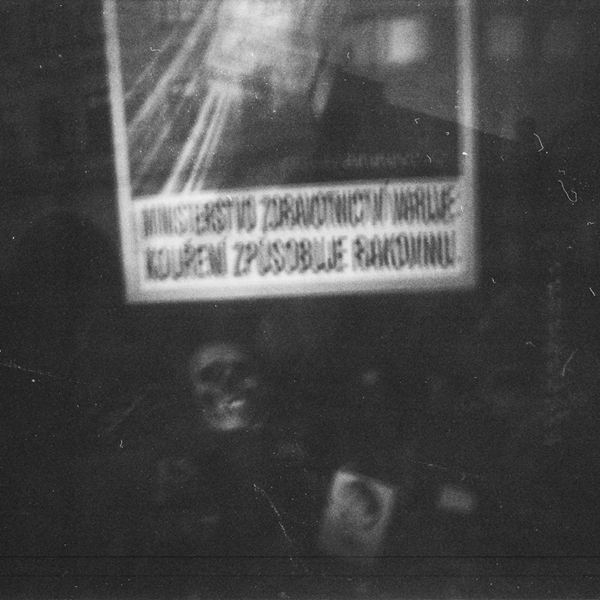 MINISTERSTVO ZDRAVOTNICTVÍ VARUJE
KOUŘENÍ ZPŮSOBUJE RAKOVINU